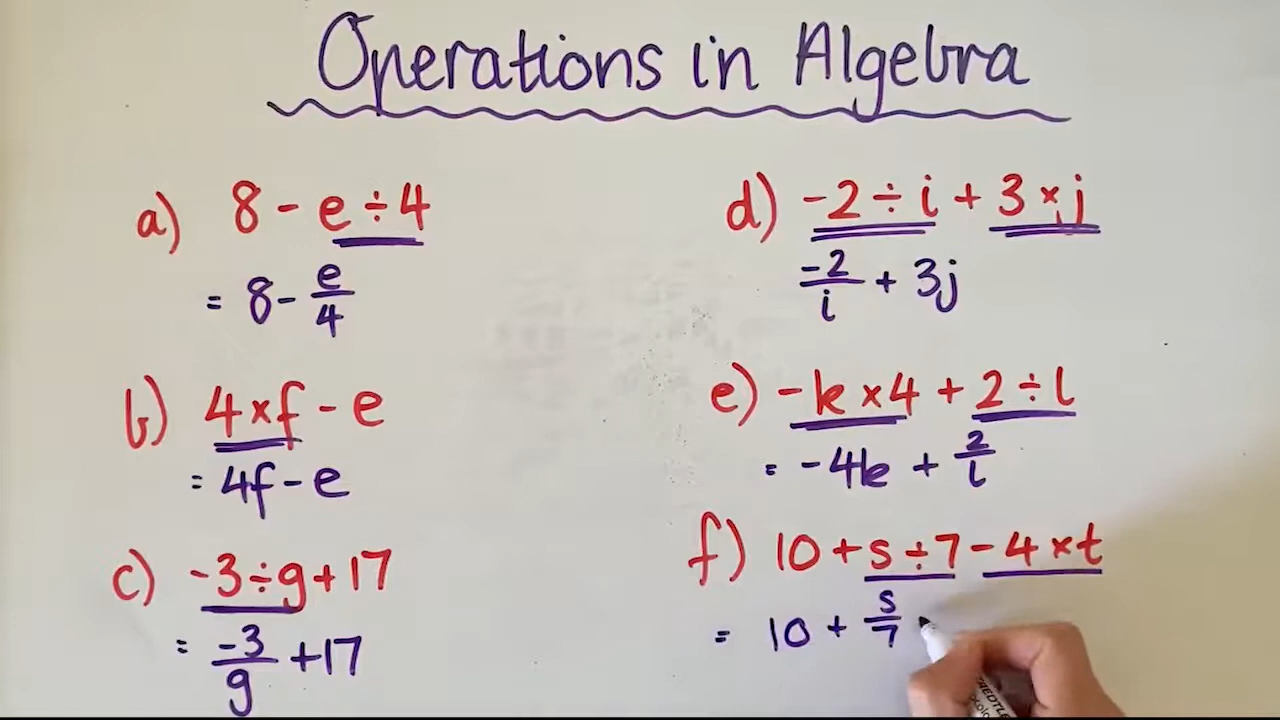 Operations in Algebra
a) 8 - e ÷ 4
= 8 - e/4
b) 4 × f - e
= 4f - e
c) -3 ÷ g + 17
= -3/g + 17
d) -2 ÷ i + 3 × j
-2/i + 3j
e) -k × 4 + 2 ÷ l
= -4k + 2/l
f) 10 + s ÷ 7 - 4 × t
= 10 + s/7